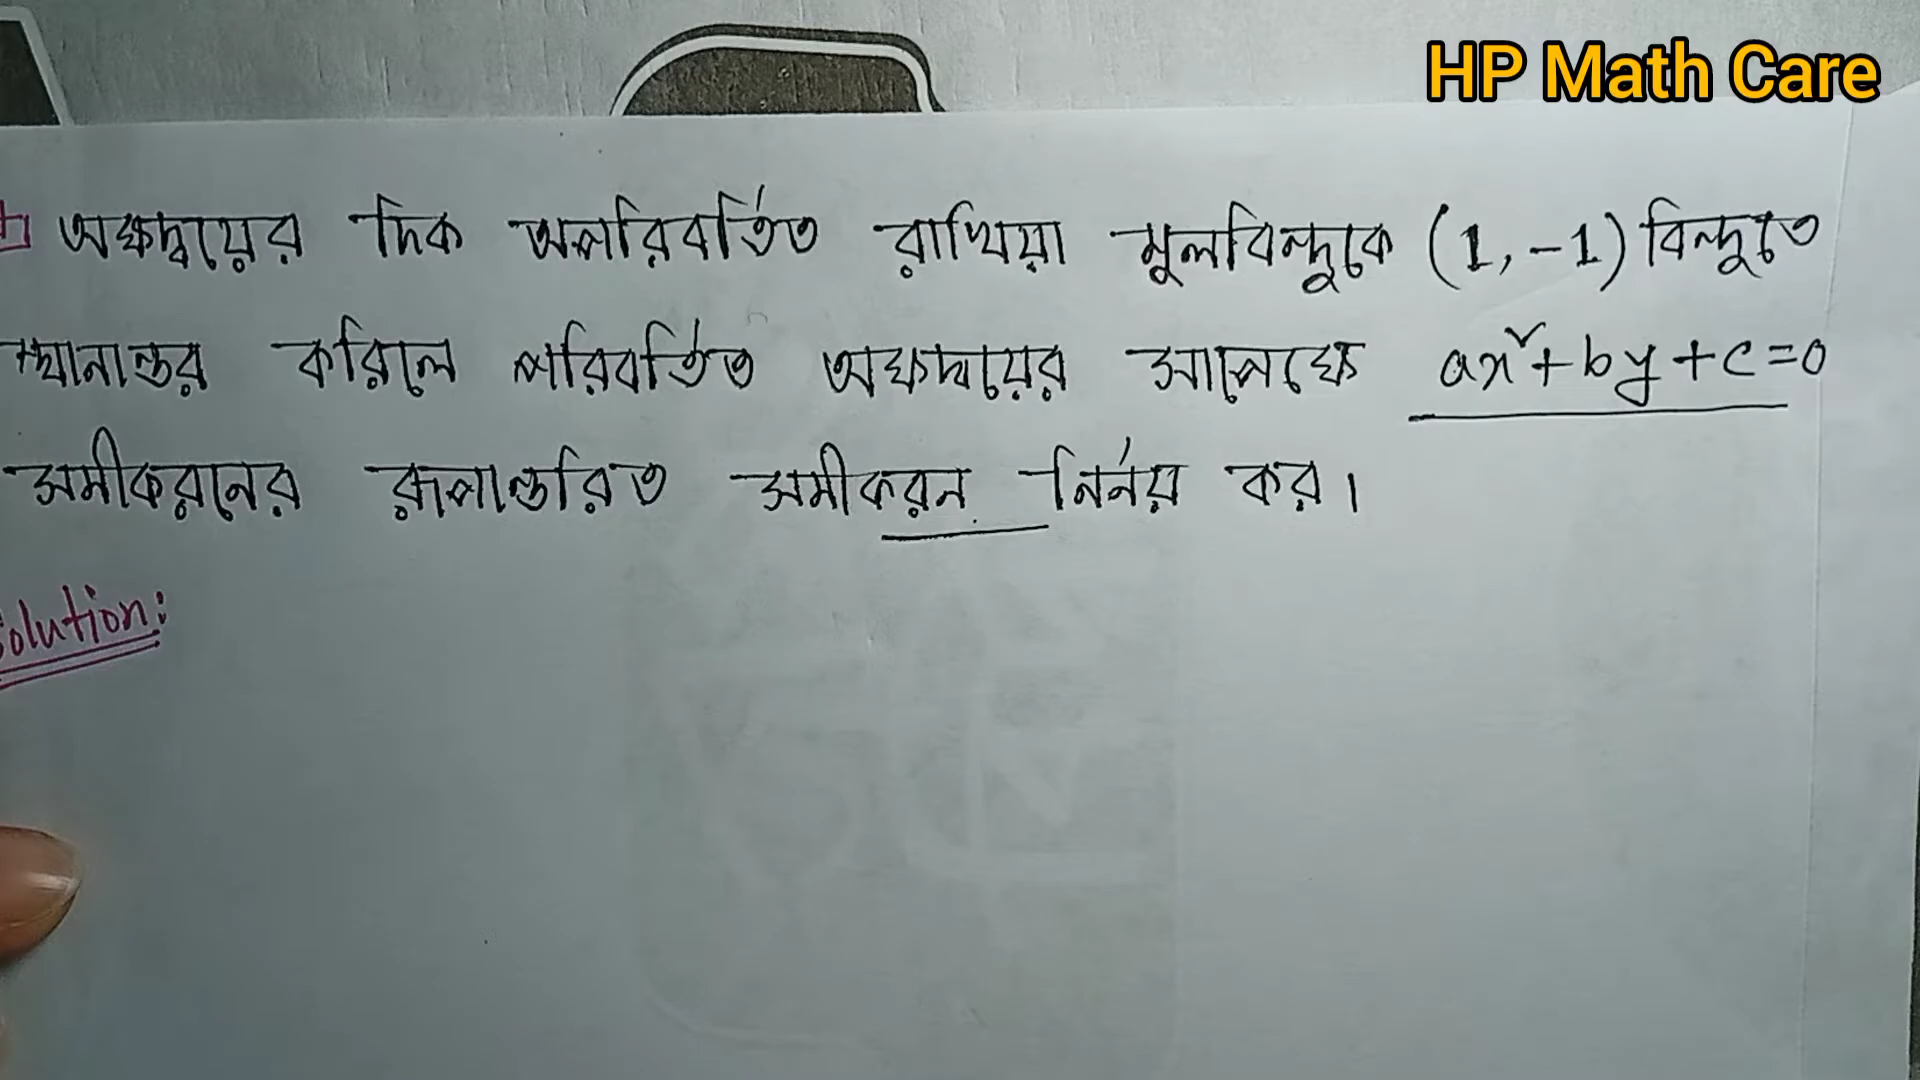 HP Math Care
অক্ষদ্বয়ের দিক অপরিবর্তিত রাখিয়া মূলবিন্দুকে (1, -1) বিন্দুতে
স্থানান্তর করিলে পরিবর্তিত অক্ষদ্বয়ের সাপেক্ষে ax²+by+c=0
সমীকরনের রূপান্তরিত সমীকরন নির্নয় কর।
Solution: